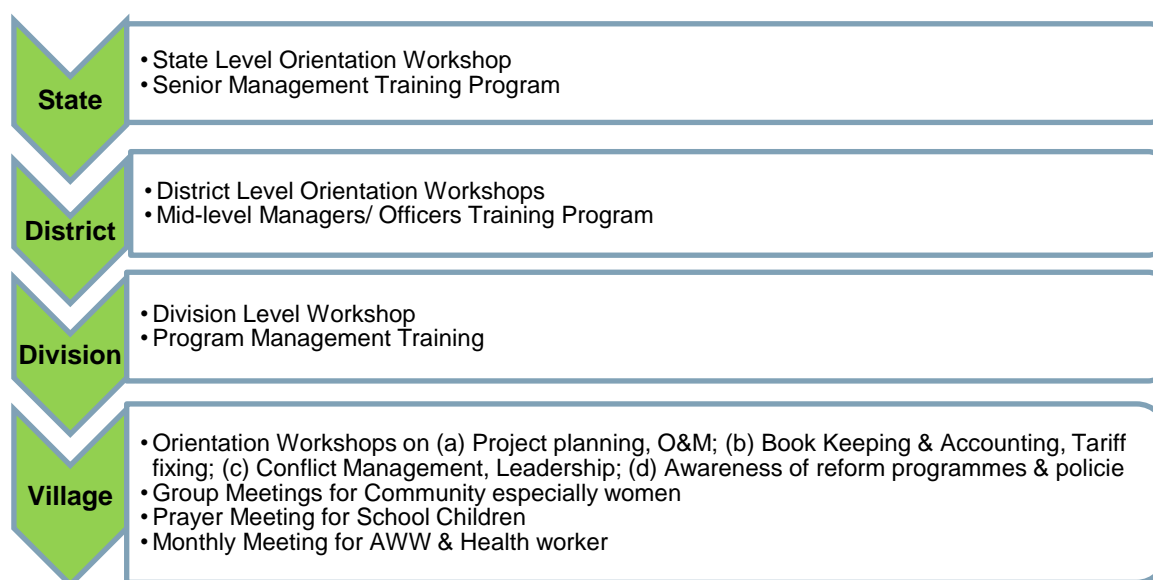 State
• State Level Orientation Workshop
• Senior Management Training Program
District
• District Level Orientation Workshops
• Mid-level Managers/ Officers Training Program
Division
• Division Level Workshop
• Program Management Training
Village
• Orientation Workshops on (a) Project planning, O&M; (b) Book Keeping & Accounting, Tariff
fixing; (c) Conflict Management, Leadership; (d) Awareness of reform programmes & policie
• Group Meetings for Community especially women
• Prayer Meeting for School Children
• Monthly Meeting for AWW & Health worker